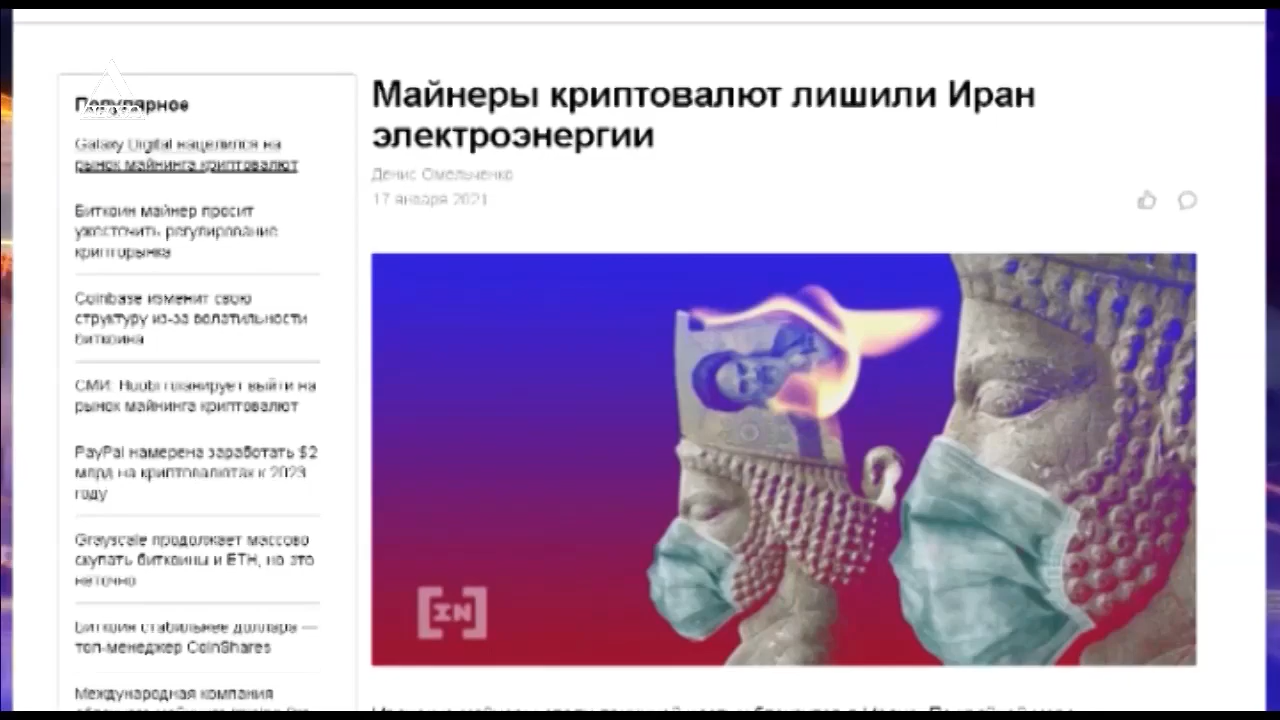 Популярное
Galaxy Digital нацелился на
рынок майнинга криптовалют
Биткоин майнер просит
ужесточить регулирование
крипторынка
Coinbase изменит свою
структуру из-за волатильности
биткоина
СМИ: Huobi планирует выйти на
рынок майнинга криптовалют
PayPal намерена заработать $2
млрд на криптовалютах к 2023
году
Grayscale продолжает массово
скупать биткоины и ETH, но это
неточно
Биткоин стабильнее доллара —
топ-менеджер CoinShares
Международная компания
Майнеры криптовалют лишили Иран
электроэнергии
Денис Омельченко
17 января 2021
IN